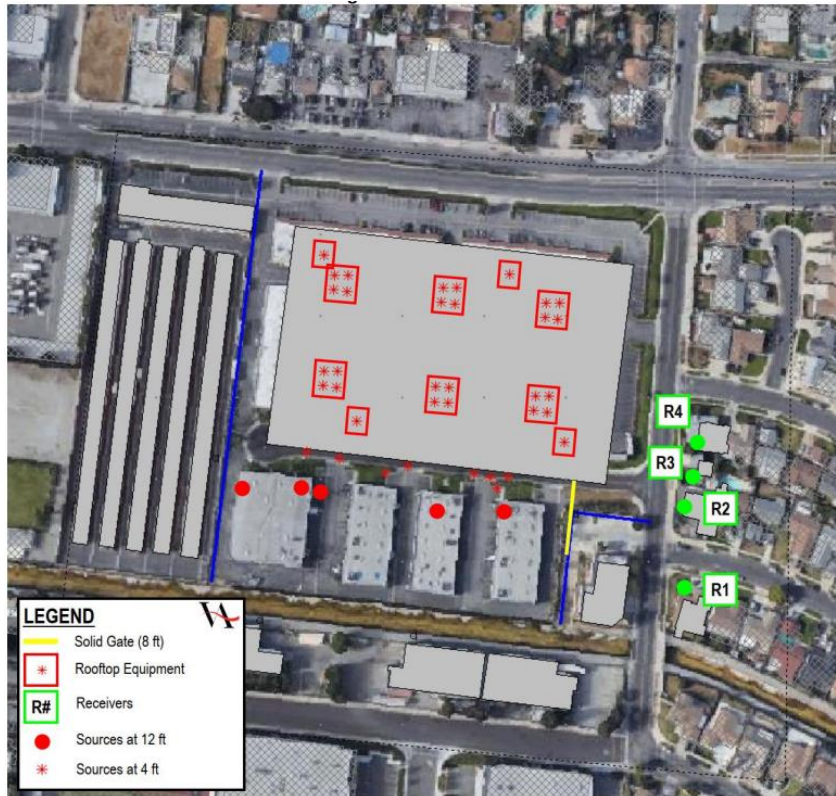 R4
R3
R2
R1
LEGEND
Solid Gate (8 ft)
Rooftop Equipment
R# Receivers
Sources at 12 ft
Sources at 4 ft